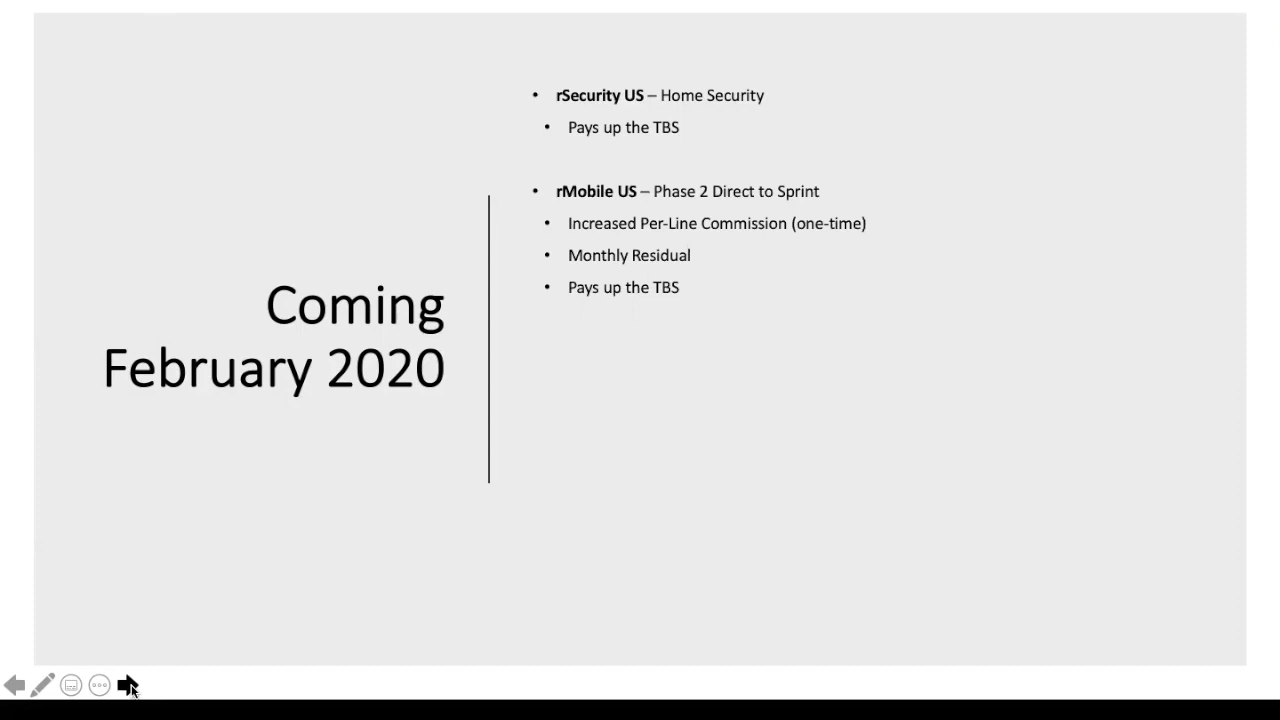 Coming
February 2020
• rSecurity US – Home Security
• Pays up the TBS
• rMobile US – Phase 2 Direct to Sprint
• Increased Per-Line Commission (one-time)
• Monthly Residual
• Pays up the TBS